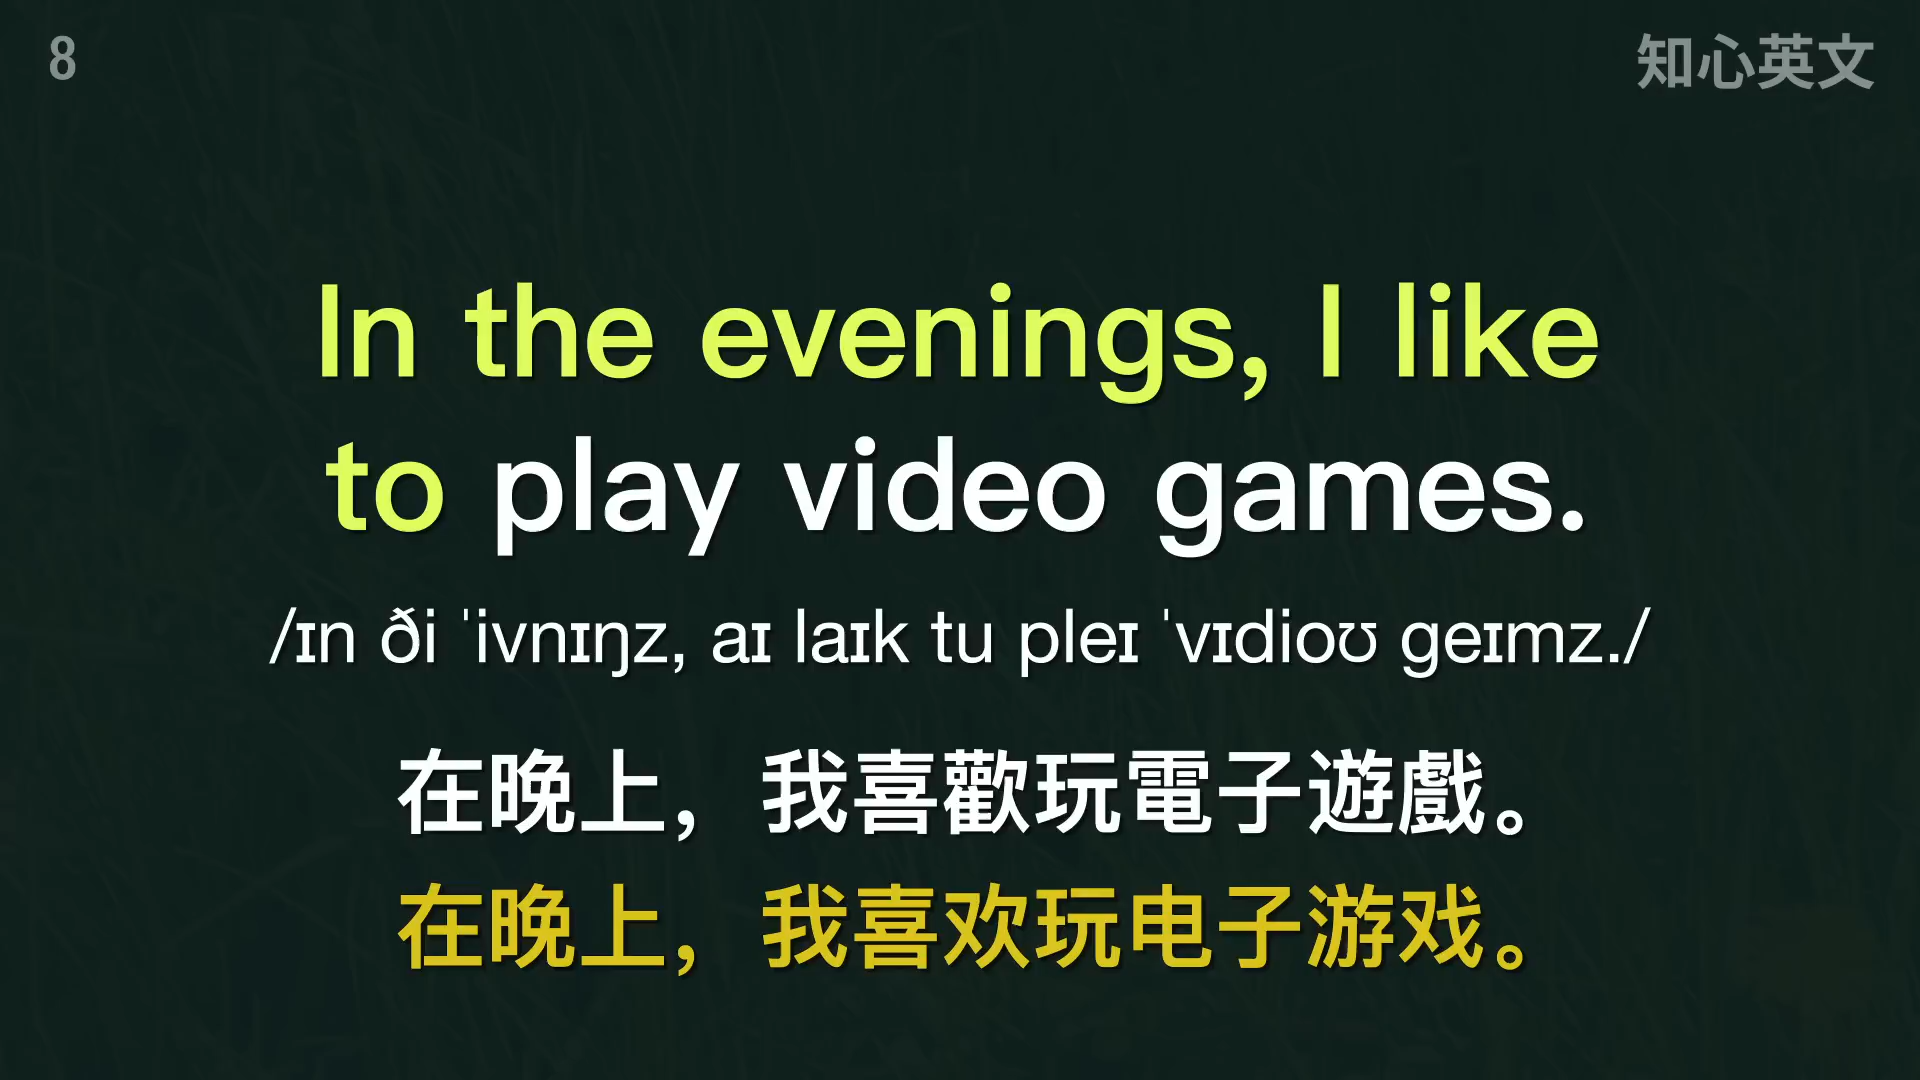 8
知心英文
In the evenings, I like
to play video games.
/ɪn ði ˈivnɪŋz, aɪ laɪk tu pleɪ ˈvɪdioʊ geɪmz./
在晚上，我喜歡玩電子遊戲。
在晚上，我喜欢玩电子游戏。